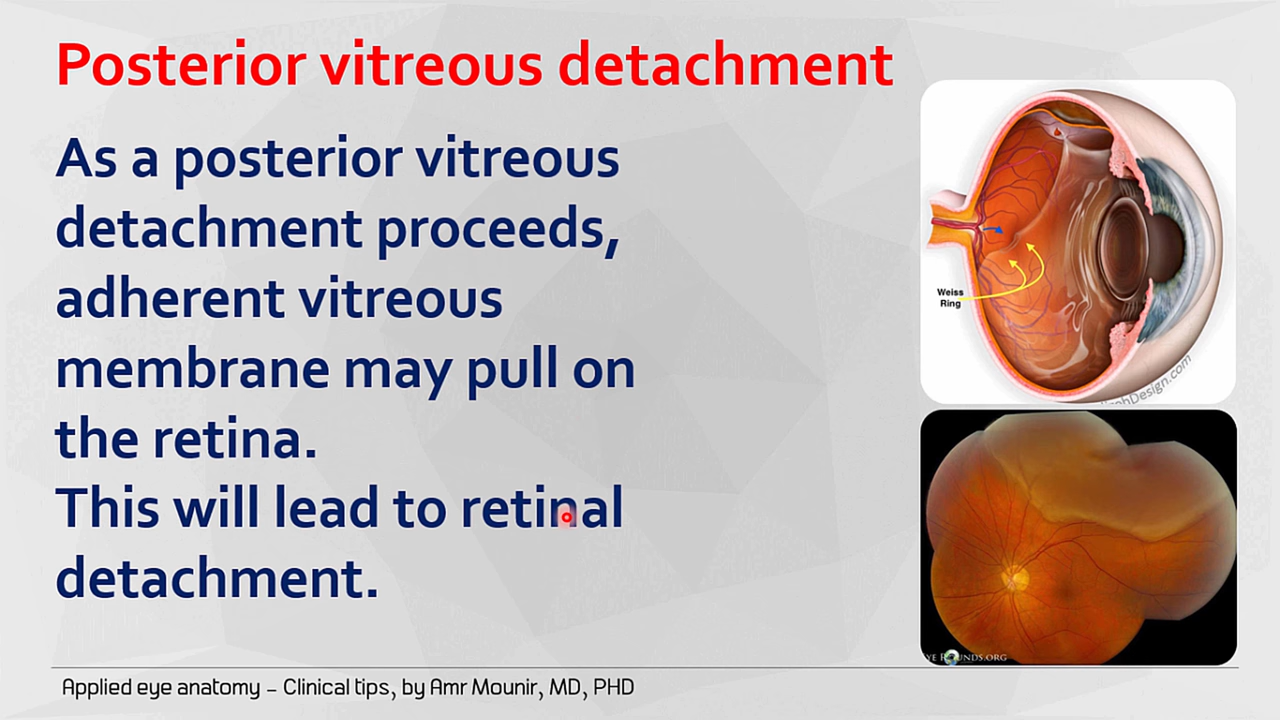 Posterior vitreous detachment
As a posterior vitreous
detachment proceeds,
adherent vitreous
membrane may pull on
the retina.
This will lead to retinal
detachment.
Weiss
Ring
Applied eye anatomy – Clinical tips, by Amr Mounir, MD, PHD